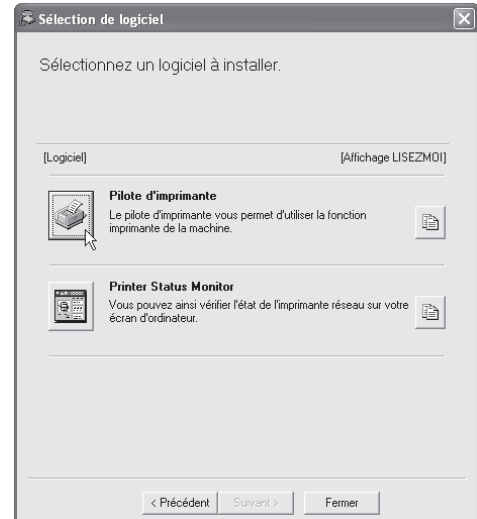 Sélection de logiciel
Sélectionnez un logiciel à installer.
[Logiciel] [Affichage LISEZMOI]
Pilote d'imprimante
Le pilote d'imprimante vous permet d'utiliser la fonction
imprimante de la machine.
Printer Status Monitor
Vous pouvez ainsi vérifier l'état de l'imprimante réseau sur votre
écran d'ordinateur.
< Précédent Suivant > Fermer